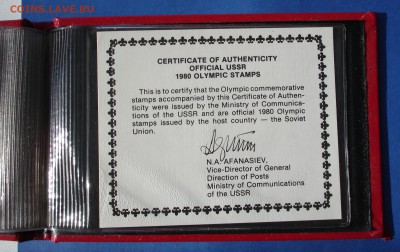 COINS.LAVE.RU
CERTIFICATE OF AUTHENTICITY
OFFICIAL USSR
1980 OLYMPIC STAMPS
This is to certify that the Olympic commemorative
stamps accompanied by this Certificate of Authen-
ticity were issued by the Ministry of Communica-
tions of the USSR and are official 1980 Olympic
stamps issued by the host country — the Soviet
Union.
N.A. AFANASIEV,
Vice-Director of General
Direction of Posts
Ministry of Communications
of the USSR